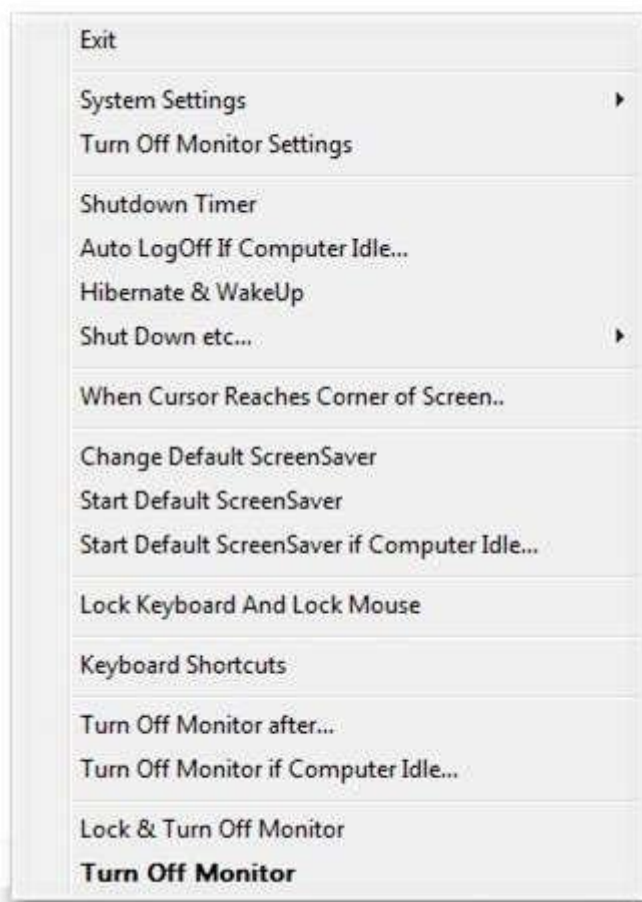 Exit
System Settings
Turn Off Monitor Settings
Shutdown Timer
Auto LogOff If Computer Idle...
Hibernate & WakeUp
Shut Down etc...
When Cursor Reaches Corner of Screen..
Change Default ScreenSaver
Start Default ScreenSaver
Start Default ScreenSaver if Computer Idle...
Lock Keyboard And Lock Mouse
Keyboard Shortcuts
Turn Off Monitor after...
Turn Off Monitor if Computer Idle...
Lock & Turn Off Monitor
Turn Off Monitor